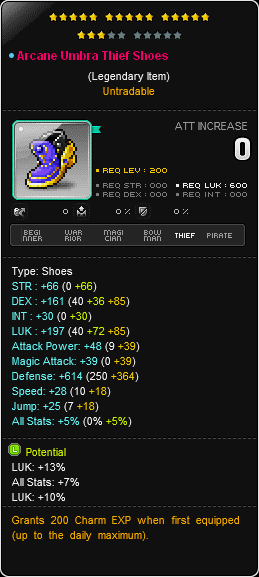 Arcane Umbra Thief Shoes
(Legendary Item)
Untradable
ATT INCREASE
0
REQ LEV : 200
REQ STR : 000 REQ LUK : 600
REQ DEX : 000 REQ INT : 000
0 0 % 0 %
BEGINNER WARRIOR MAGICIAN BOWMAN THIEF PIRATE
Type: Shoes
STR : +66 (0 +66)
DEX : +161 (40 +36 +85)
INT : +30 (0 +30)
LUK : +197 (40 +72 +85)
Attack Power: +48 (9 +39)
Magic Attack: +39 (0 +39)
Defense: +614 (250 +364)
Speed: +28 (10 +18)
Jump: +25 (7 +18)
All Stats: +5% (0% +5%)
L Potential
LUK: +13%
All Stats: +7%
LUK: +10%
Grants 200 Charm EXP when first equipped
(up to the daily maximum).